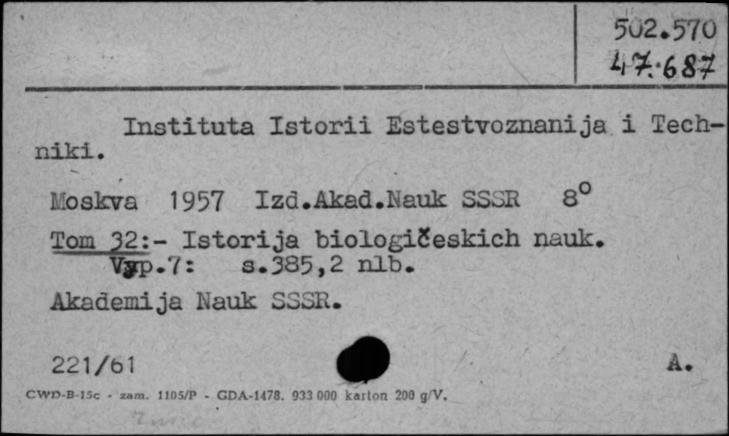 502.570
47.687
Instituta Istorii Estestvoznanija i Tech-
niki.
Moskva 1957 Izd.Akad.Nauk SSSR 8°
Tom 32:- Istorija biologičeskich nauk.
Vyp.7: s.385,2 nlb.
Akademija Nauk SSSR.
221/61 A.
CWD-B-15c - zam. 1105/P - GDA-1478. 933 000 karton 200 g/V.